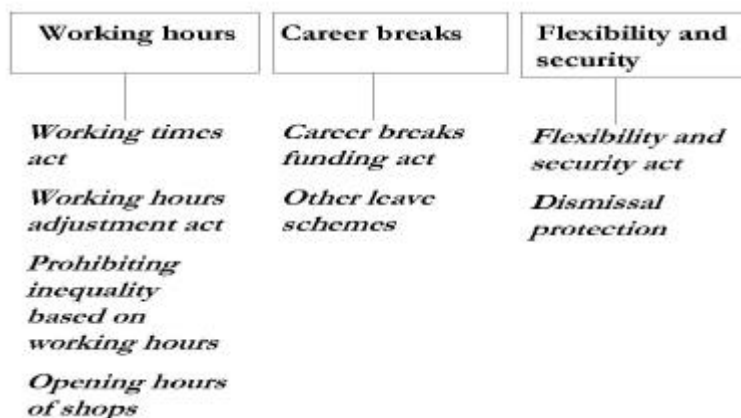 Working hours
Working times
act
Working hours
adjustment act
Prohibiting
inequality
based on
working hours
Opening hours
of shops
Career breaks
Career breaks
funding act
Other leave
schemes
Flexibility and
security
Flexibility and
security act
Dismissal
protection